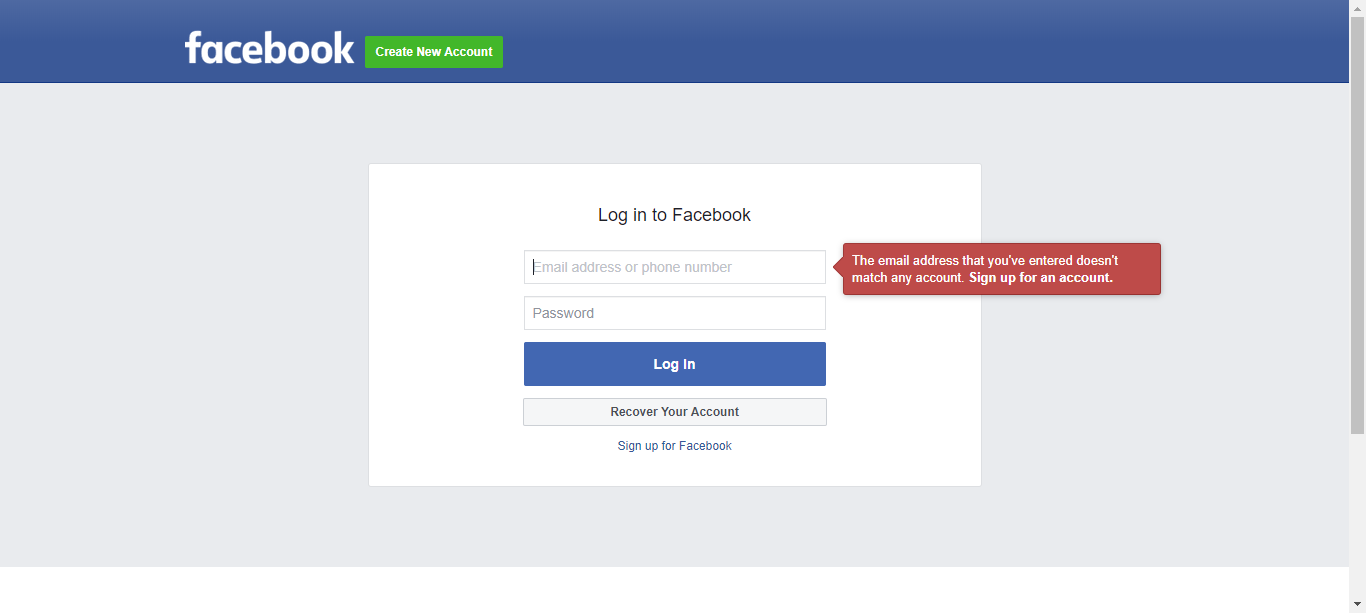 facebook
Create New Account
Log in to Facebook
Email address or phone number
The email address that you've entered doesn't
match any account. Sign up for an account.
Password
Log In
Recover Your Account
Sign up for Facebook